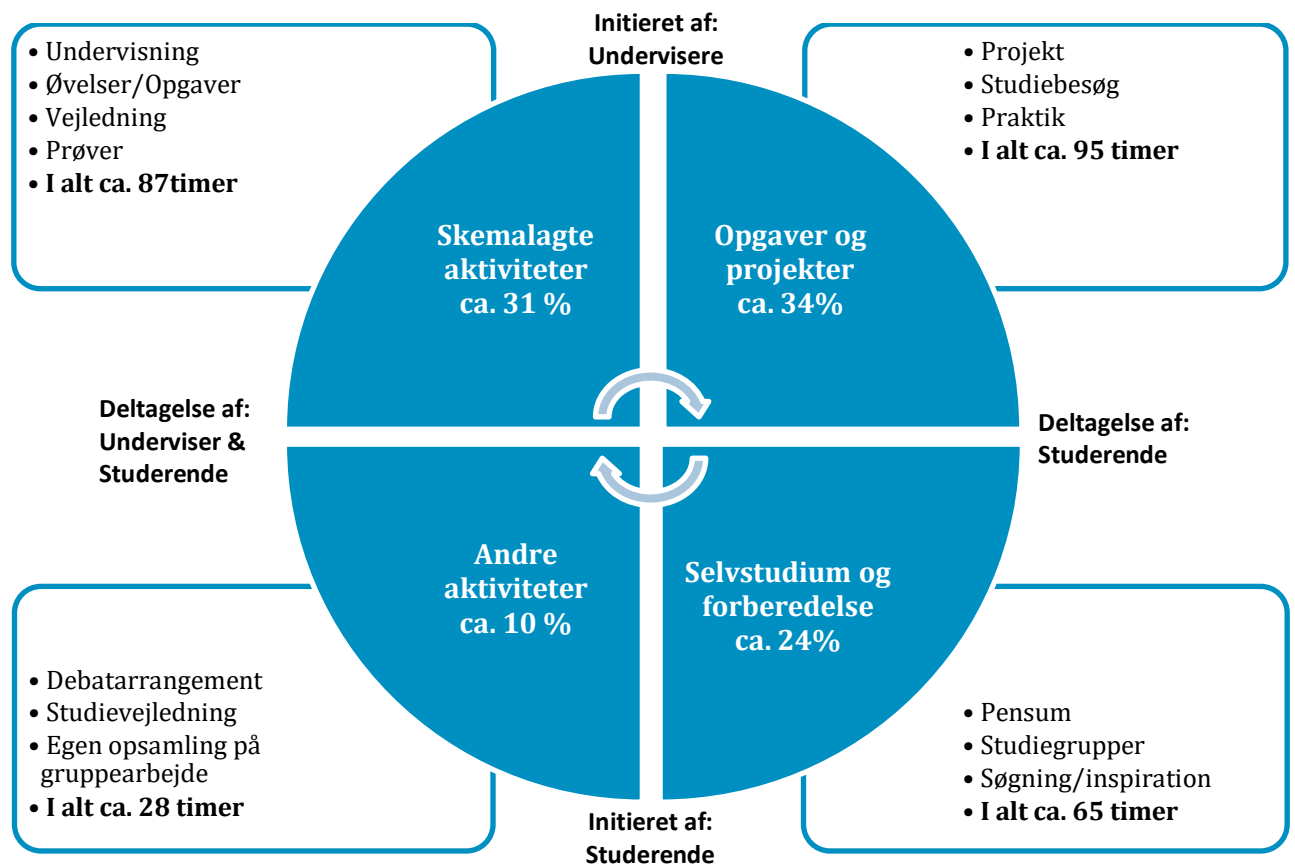 Initieret af:
Undervisere
• Undervisning
• Øvelser/Opgaver
• Vejledning
• Prøver
• I alt ca. 87timer
• Projekt
• Studiebesøg
• Praktik
• I alt ca. 95 timer
Skemalagte
aktiviteter
ca. 31 %
Opgaver og
projekter
ca. 34%
Deltagelse af:
Underviser &
Studerende
Deltagelse af:
Studerende
Andre
aktiviteter
ca. 10 %
Selvstudium og
forberedelse
ca. 24%
• Debatarrangement
• Studievejledning
• Egen opsamling på
gruppearbejde
• I alt ca. 28 timer
• Pensum
• Studiegrupper
• Søgning/inspiration
• I alt ca. 65 timer
Initieret af:
Studerende